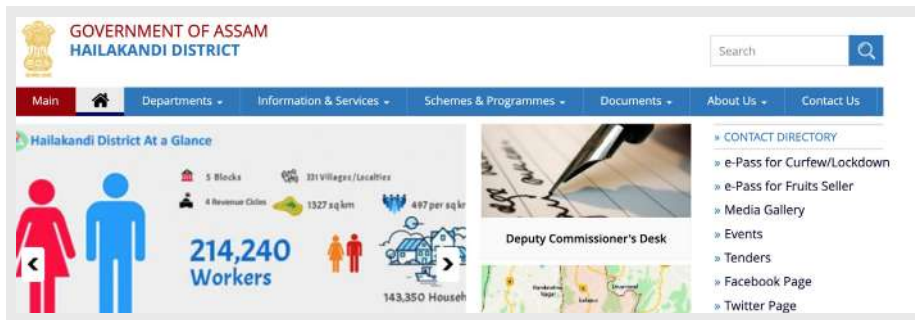 GOVERNMENT OF ASSAM
HAILAKANDI DISTRICT
Search
Main
Departments
Information & Services
Schemes & Programmes
Documents
About Us
Contact Us
Hailakandi District At a Glance
5 Blocks
331 Villages/Localties
4 Revenue Circles
1327 sq km
497 per sq kr
214,240
Workers
143,350 Househ
Deputy Commissioner's Desk
» CONTACT DIRECTORY
» e-Pass for Curfew/Lockdown
» e-Pass for Fruits Seller
» Media Gallery
» Events
» Tenders
» Facebook Page
» Twitter Page